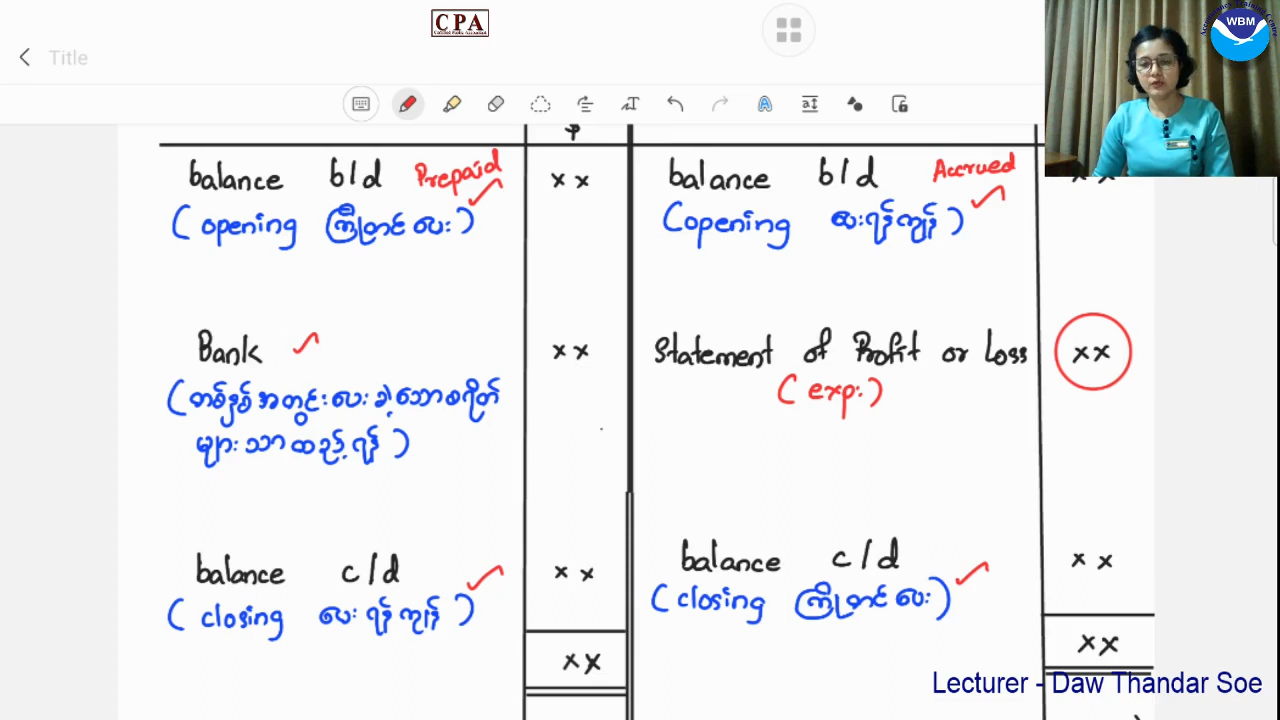 CPA
Certified Public Accountant
Title
WBM
$
balance b/d Prepaid xx
(opening ကြိုတင်ပေး)
balance b/d Accrued xx
(opening ပေးရန်ကျန်)
Bank xx
(တစ်နှစ်အတွင်းပေးခဲ့သောစရိတ်
များသာထည့်ရန်)
Statement of Profit or Loss xx
(exp:)
balance c/d xx
(closing ပေးရန်ကျန်)
balance c/d xx
(closing ကြိုတင်ပေး)
xx
xx
Lecturer - Daw Thandar Soe